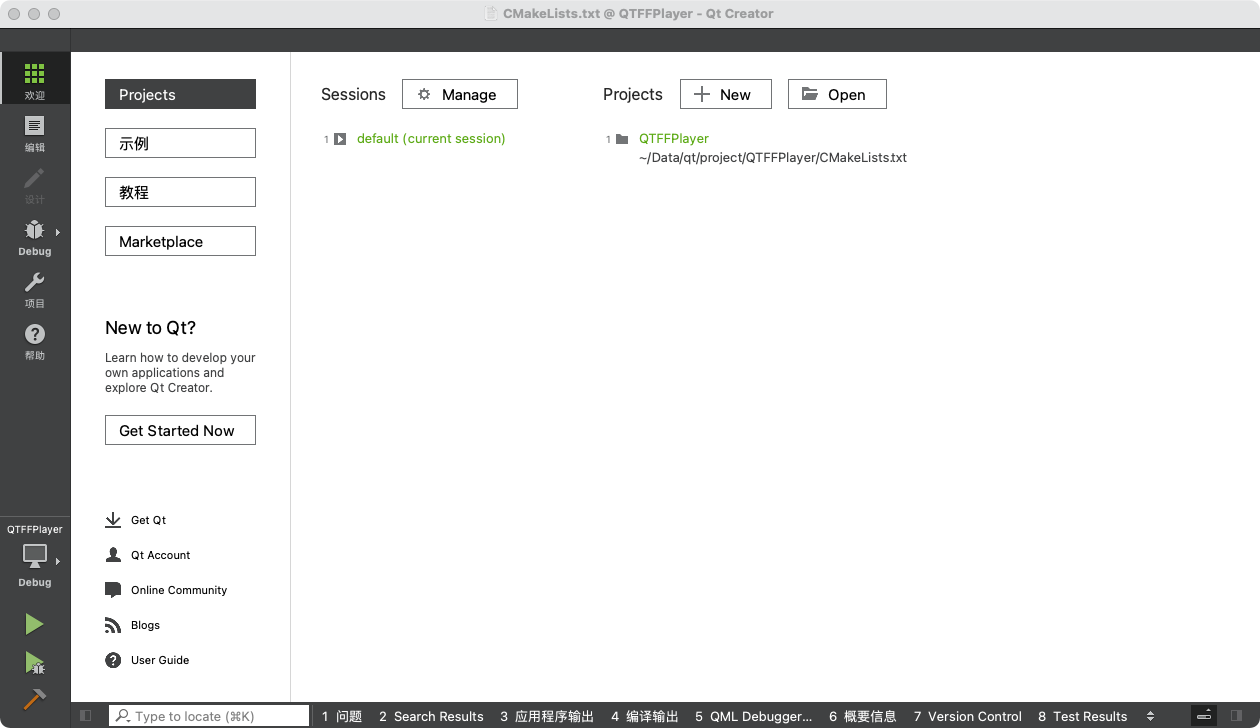 CMakeLists.txt @ QTFFPlayer - Qt Creator
欢迎
编辑
设计
Debug
项目
帮助
QTFFPlayer
Debug
Projects
示例
教程
Marketplace
New to Qt?
Learn how to develop your
own applications and
explore Qt Creator.
Get Started Now
Get Qt
Qt Account
Online Community
Blogs
User Guide
Sessions Manage
1 default (current session)
Projects New Open
1 QTFFPlayer
~/Data/qt/project/QTFFPlayer/CMakeLists.txt
Type to locate (⌘K) 1 问题 2 Search Results 3 应用程序输出 4 编译输出 5 QML Debugger... 6 概要信息 7 Version Control 8 Test Results